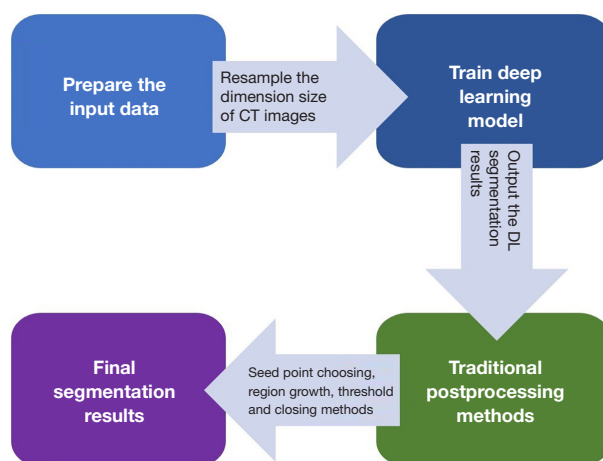 Prepare the
input data
Resample the
dimension size
of CT images
Train deep
learning
model
Output the DL
segmentation
results
Traditional
postprocessing
methods
Seed point choosing,
region growth, threshold
and closing methods
Final
segmentation
results